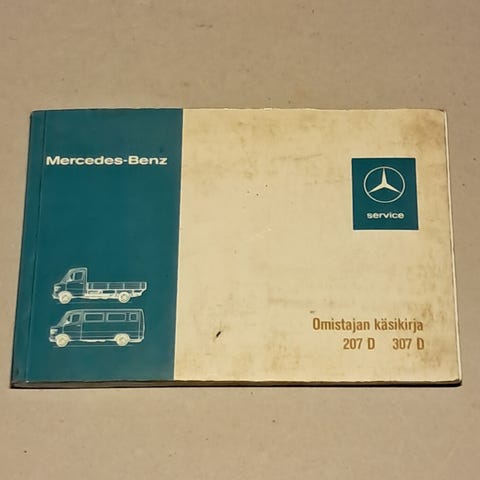 Mercedes-Benz
service
Omistajan käsikirja
207 D 307 D